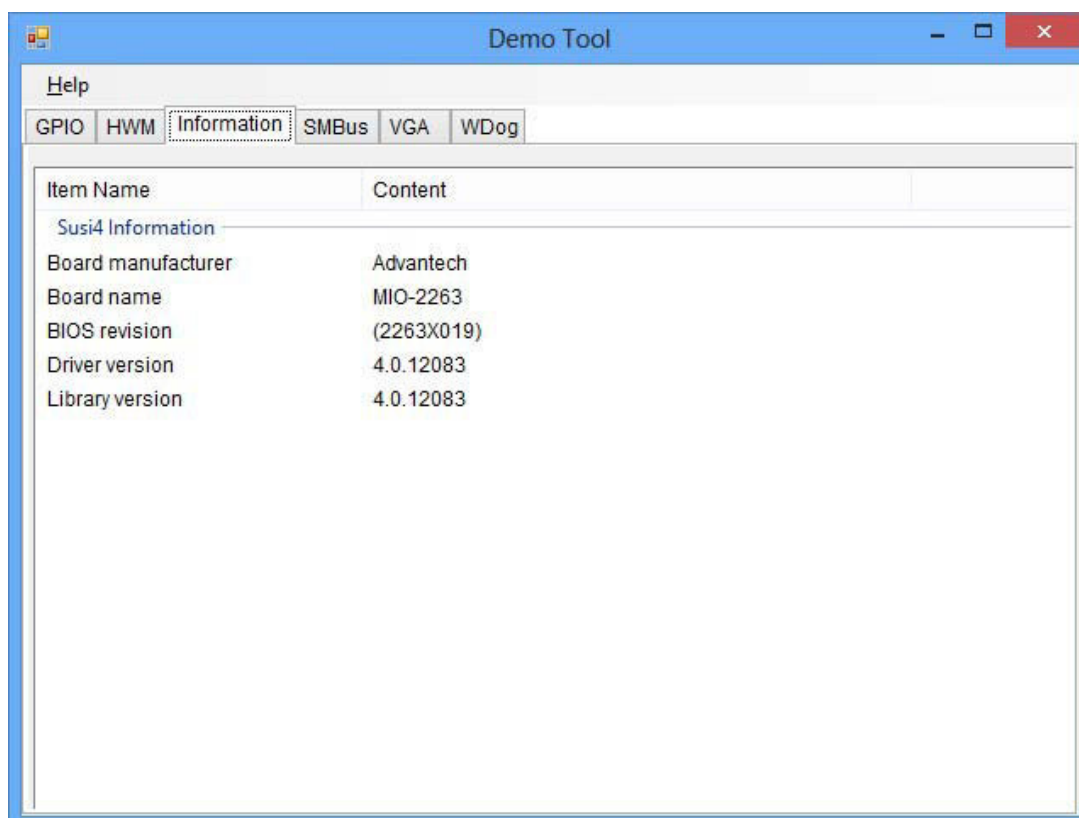 Demo Tool
Help
GPIO HWM Information SMBus VGA WDog
Item Name Content
Susi4 Information
Board manufacturer Advantech
Board name MIO-2263
BIOS revision (2263X019)
Driver version 4.0.12083
Library version 4.0.12083